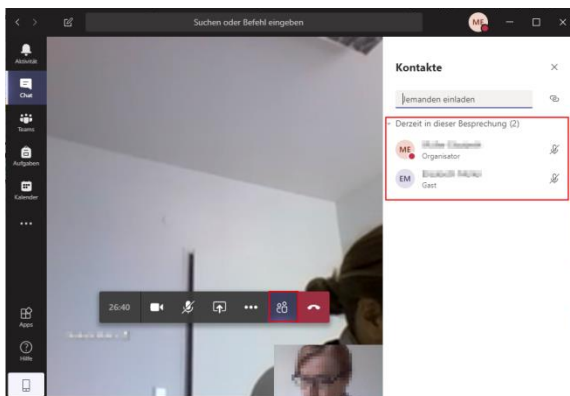 Suchen oder Befehl eingeben
ME
Aktivität
Chat
Teams
Aufgaben
Kalender
Apps
Hilfe
26:40
Kontakte
Jemanden einladen
Derzeit in dieser Besprechung (2)
ME
Organisator
EM
Gast